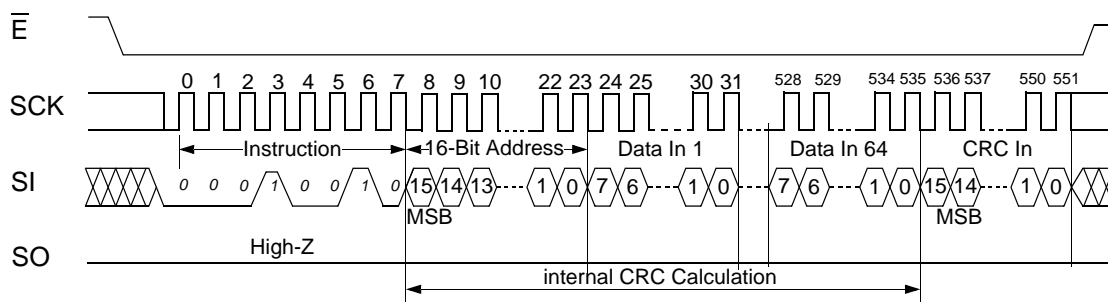 E
0 1 2 3 4 5 6 7 8 9 10 22 23 24 25 30 31 528 529 534 535 536 537 550 551
SCK
Instruction 16-Bit Address Data In 1 Data In 64 CRC In
SI 0 0 0 1 0 0 1 0 15 14 13 1 0 7 6 1 0 7 6 1 0 15 14 1 0
MSB MSB
High-Z
SO
internal CRC Calculation